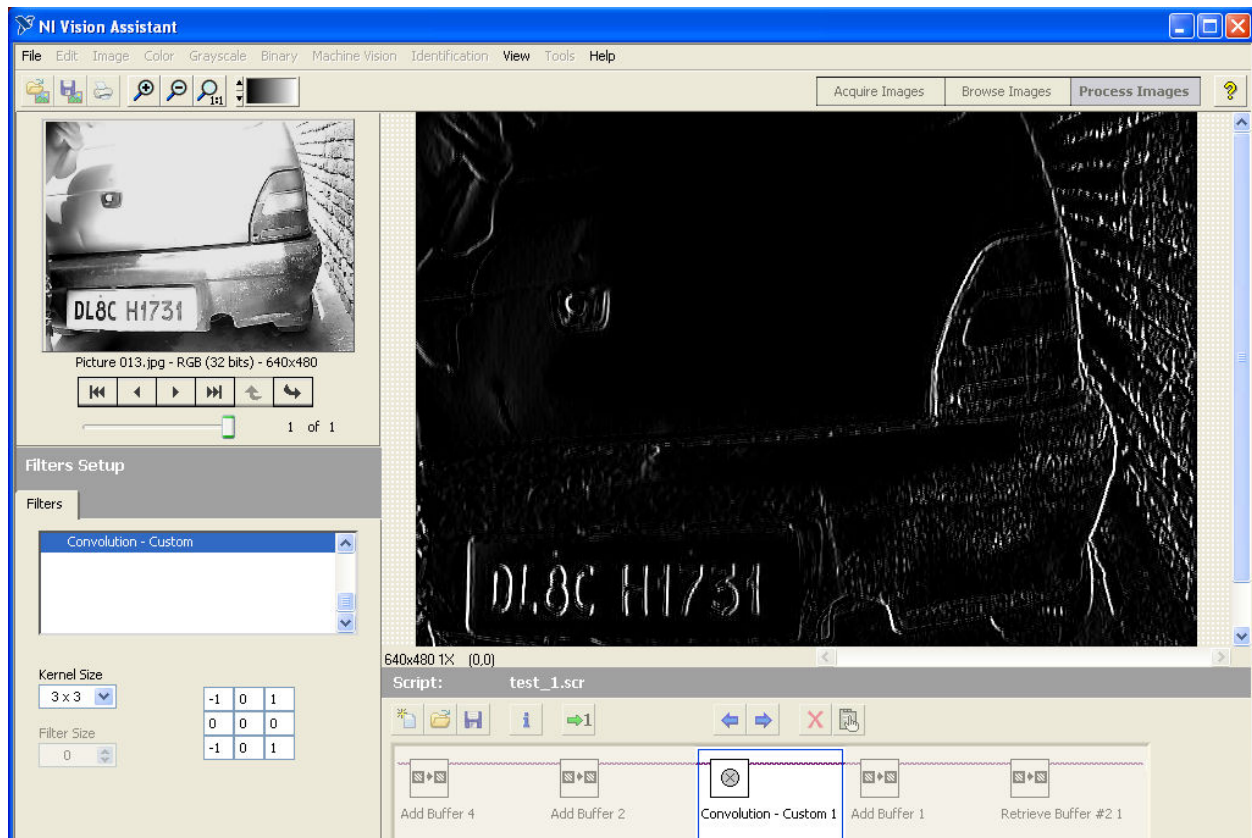 NI Vision Assistant
File Edit Image Color Grayscale Binary Machine Vision Identification View Tools Help
1:1 Acquire Images Browse Images Process Images ?
DL8C H1731
Picture 013.jpg - RGB (32 bits) - 640x480
1 of 1
Filters Setup
Filters
Convolution - Custom
Kernel Size
3 x 3
Filter Size
0
-1 0 1
0 0 0
-1 0 1
DL8C H1731
640x480 1X (0,0)
Script: test_1.scr
i 1
Add Buffer 4 Add Buffer 2 Convolution - Custom 1 Add Buffer 1 Retrieve Buffer #2 1